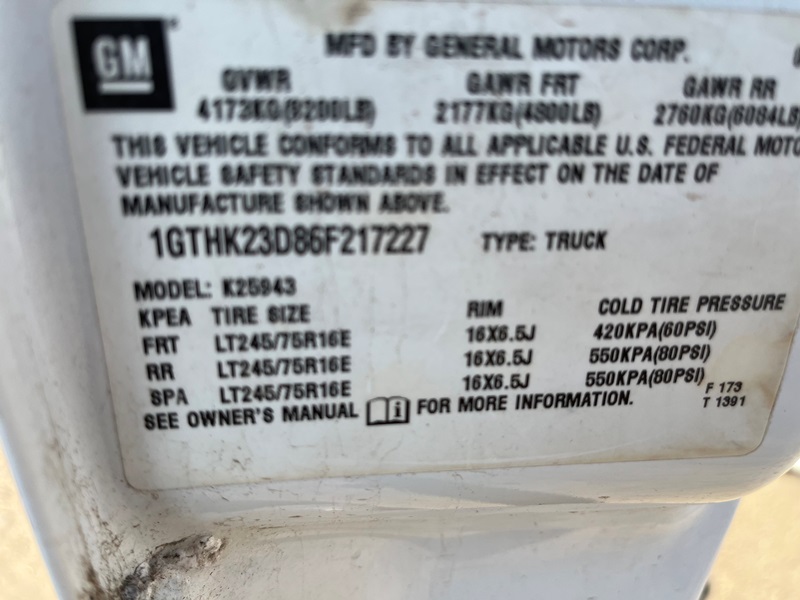 GM
MFD BY GENERAL MOTORS CORP.
GVWR GAWR FRT GAWR RR
4173KG(9200LB) 2177KG(4800LB) 2760KG(6084LB)
THIS VEHICLE CONFORMS TO ALL APPLICABLE U.S. FEDERAL MOTO
VEHICLE SAFETY STANDARDS IN EFFECT ON THE DATE OF
MANUFACTURE SHOWN ABOVE.
1GTHK23D86F217227 TYPE: TRUCK
MODEL: K25943
KPEA TIRE SIZE RIM COLD TIRE PRESSURE
FRT LT245/75R16E 16X6.5J 420KPA(60PSI)
RR LT245/75R16E 16X6.5J 550KPA(80PSI)
SPA LT245/75R16E 16X6.5J 550KPA(80PSI)
SEE OWNER'S MANUAL i FOR MORE INFORMATION.
F 173
T 1391